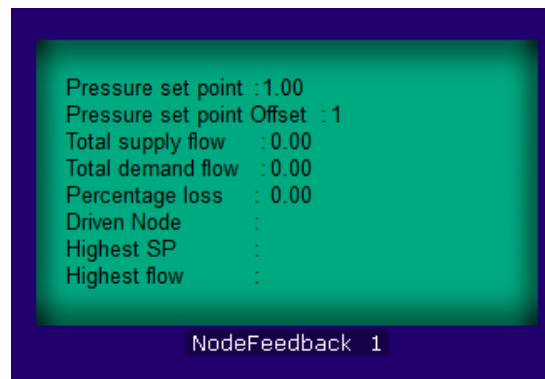 Pressure set point :1.00
Pressure set point Offset :1
Total supply flow :0.00
Total demand flow :0.00
Percentage loss : 0.00
Driven Node :
Highest SP :
Highest flow :
NodeFeedback 1